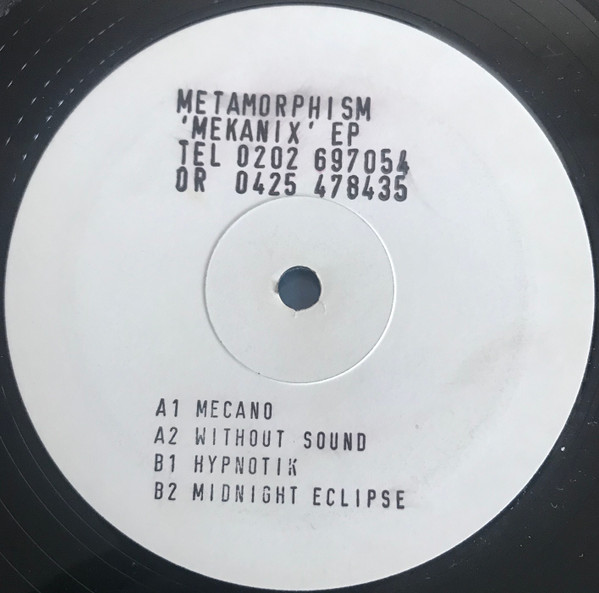 METAMORPHISM
'MEKANIX' EP
TEL 0202 697054
OR 0425 478435
A1 MECANO
A2 WITHOUT SOUND
B1 HYPNOTIK
B2 MIDNIGHT ECLIPSE